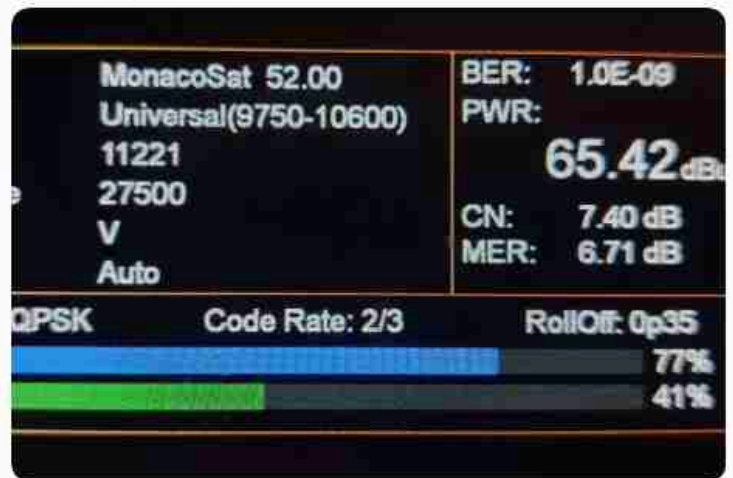 MonacoSat 52.00
Universal(9750-10600)
11221
27500
V
Auto
BER: 1.0E-09
PWR:
65.42
CN: 7.40 dB
MER: 6.71 dB
QPSK Code Rate: 2/3 RollOff: 0p35
77%
41%